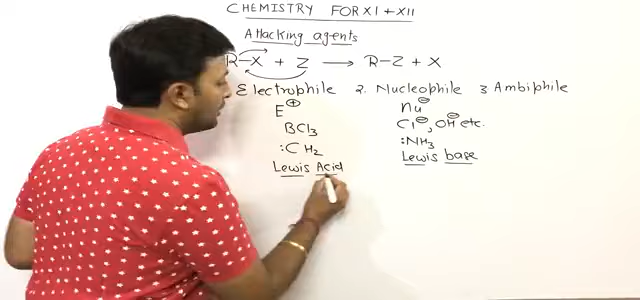 CHEMISTRY FOR XI + XII
Attacking agents
R-X + Z → R-Z + X
Electrophile 2. Nucleophile 3 Ambiphile
E⊕ Nu⊖
BCl3 Cl⊖, OH⊖ etc.
:CH2 :NH3
Lewis Acid Lewis base